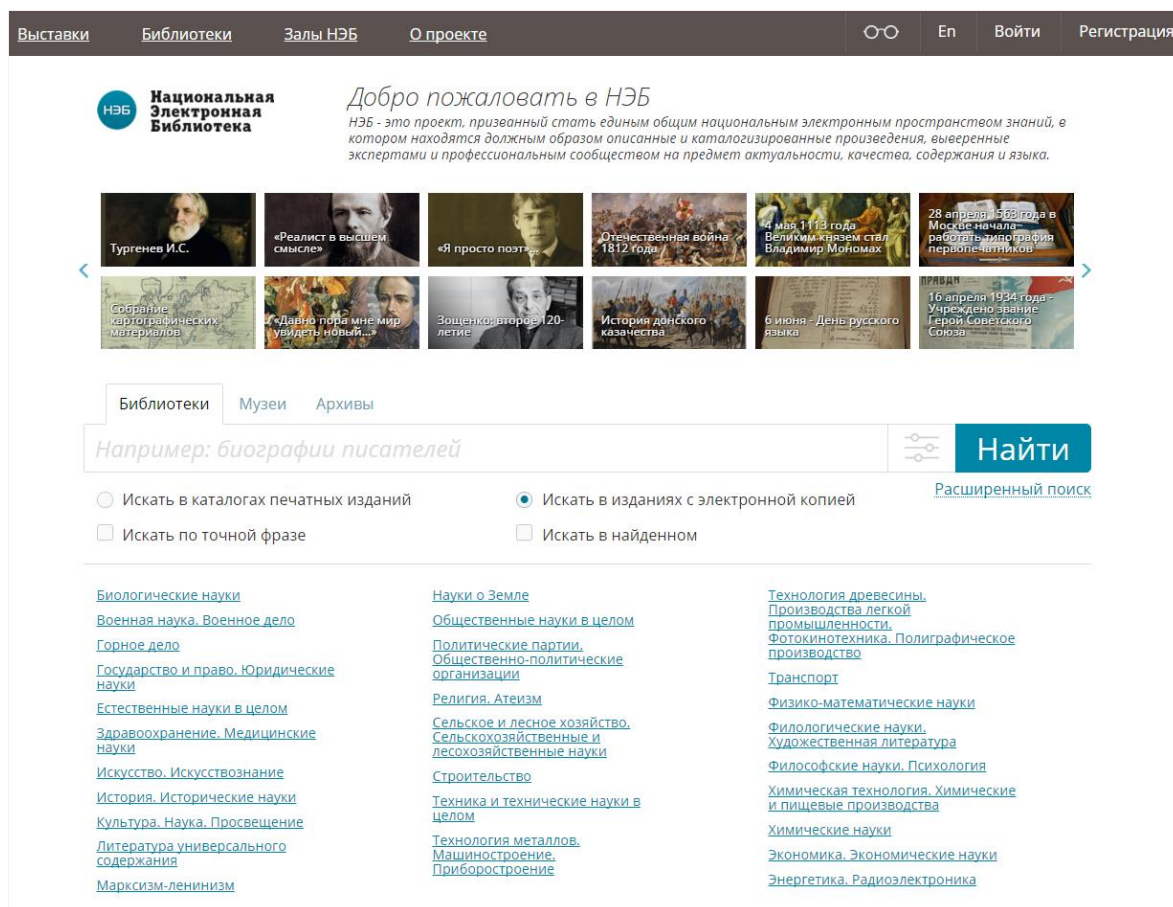 Выставки Библиотеки Залы НЭБ О проекте En Войти Регистрация
НЭБ
Национальная
Электронная
Библиотека
Добро пожаловать в НЭБ
НЭБ - это проект, призванный стать единым общим национальным электронным пространством знаний, в
котором находятся должным образом описанные и каталогизированные произведения, выверенные
экспертами и профессиональным сообществом на предмет актуальности, качества, содержания и языка.
Тургенев И.С.
«Реалист в высшем
смысле»
«Я просто поэт»...
Отечественная война
1812 года
4 мая 1113 года
Великим князем стал
Владимир Мономах
28 апреля 1563 года в
Москве начала
работать типография
первопечатников
Собрание
картографических
материалов
«Давно пора мне мир
увидеть новый...»
Зощенко: второе 120-
летие
История донского
казачества
6 июня - День русского
языка
16 апреля 1934 года -
Учреждено звание
Герой Советского
Союза
Библиотеки Музеи Архивы
Например: биографии писателей
Найти
Расширенный поиск
Искать в каталогах печатных изданий
Искать в изданиях с электронной копией
Искать по точной фразе
Искать в найденном
Биологические науки
Военная наука. Военное дело
Горное дело
Государство и право. Юридические
науки
Естественные науки в целом
Здравоохранение. Медицинские
науки
Искусство. Искусствознание
История. Исторические науки
Культура. Наука. Просвещение
Литература универсального
содержания
Марксизм-ленинизм
Науки о Земле
Общественные науки в целом
Политические партии.
Общественно-политические
организации
Религия. Атеизм
Сельское и лесное хозяйство.
Сельскохозяйственные и
лесохозяйственные науки
Строительство
Техника и технические науки в
целом
Технология металлов.
Машиностроение.
Приборостроение
Технология древесины.
Производства легкой
промышленности.
Фотокинотехника. Полиграфическое
производство
Транспорт
Физико-математические науки
Филологические науки.
Художественная литература
Философские науки. Психология
Химическая технология. Химические
и пищевые производства
Химические науки
Экономика. Экономические науки
Энергетика. Радиоэлектроника